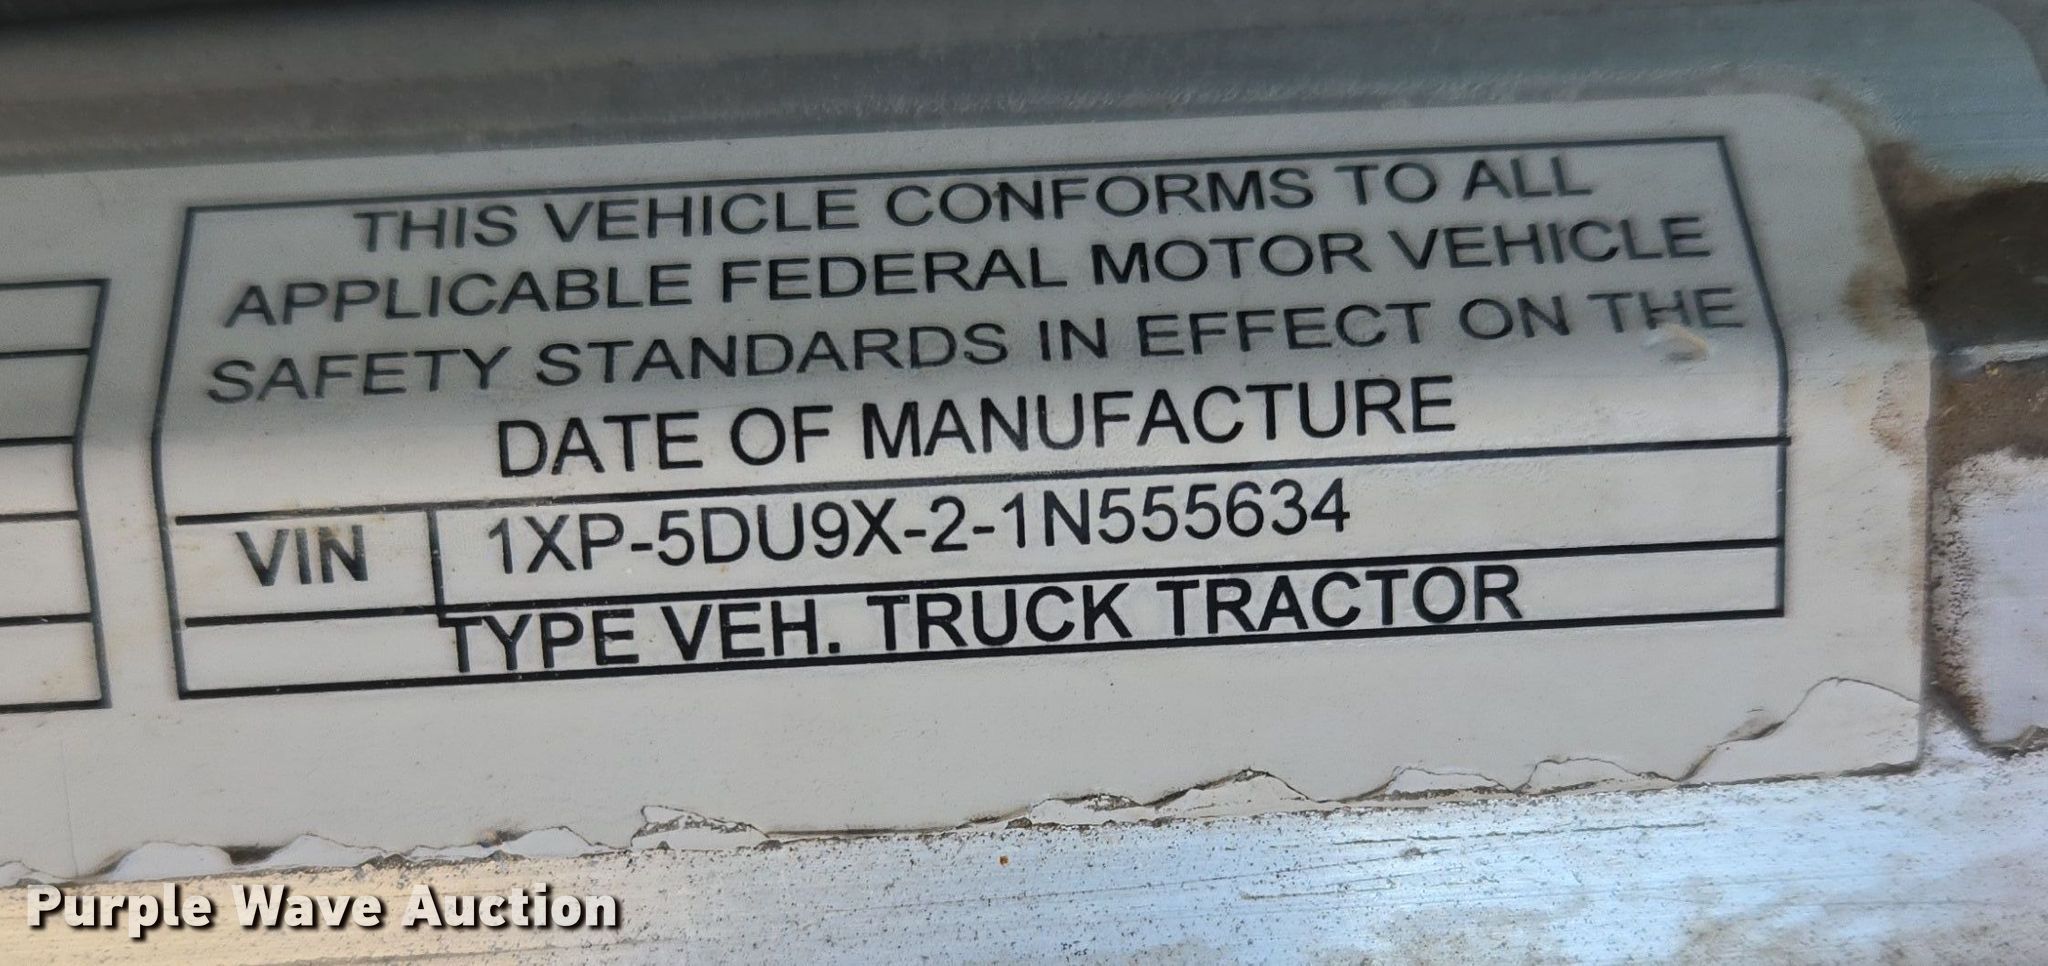 THIS VEHICLE CONFORMS TO ALL
APPLICABLE FEDERAL MOTOR VEHICLE
SAFETY STANDARDS IN EFFECT ON THE
DATE OF MANUFACTURE
VIN 1XP-5DU9X-2-1N555634
TYPE VEH. TRUCK TRACTOR
Purple Wave Auction